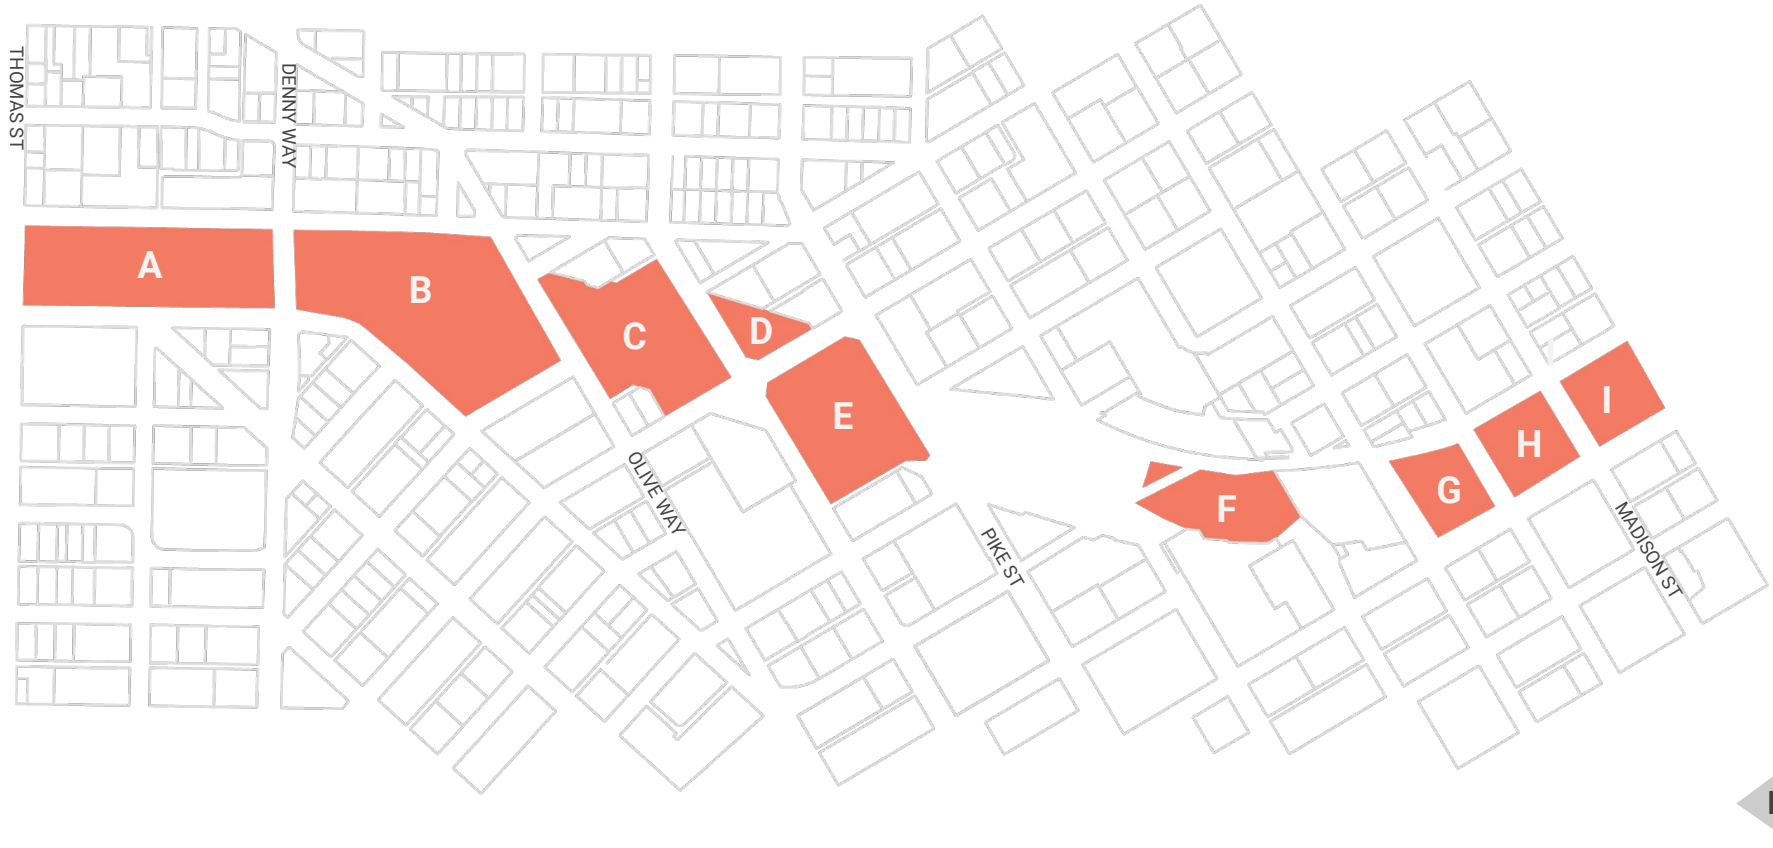 THOMAS ST
DENNY WAY
A
B
C
D
E
F
G
H
I
OLIVE WAY
PIKE ST
MADISON ST